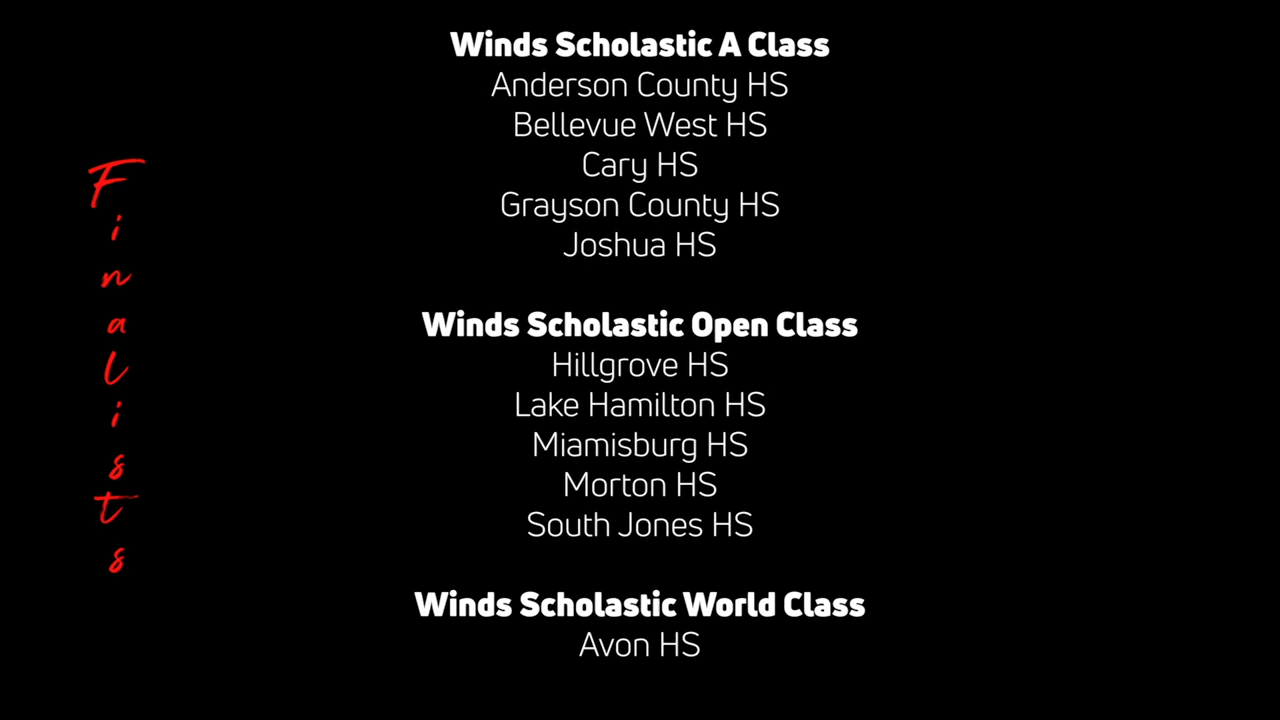 Finalists
Winds Scholastic A Class
Anderson County HS
Bellevue West HS
Cary HS
Grayson County HS
Joshua HS
Winds Scholastic Open Class
Hillgrove HS
Lake Hamilton HS
Miamisburg HS
Morton HS
South Jones HS
Winds Scholastic World Class
Avon HS